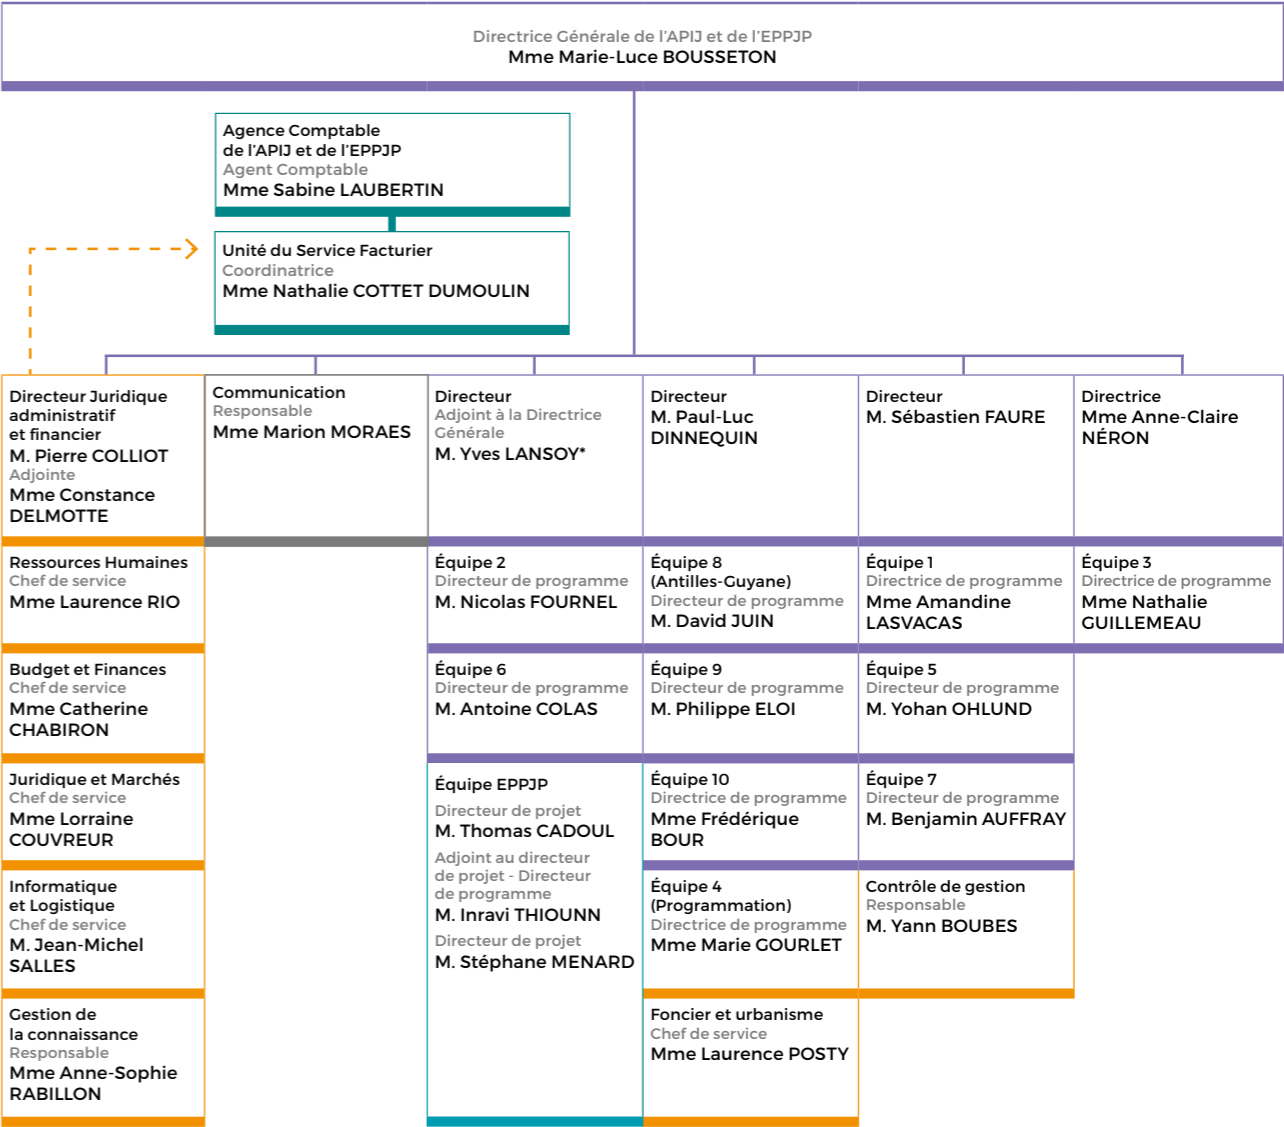 Directrice Générale de l'APIJ et de l'EPPJP
Mme Marie-Luce BOUSSETON
Agence Comptable
de l'APIJ et de l'EPPJP
Agent Comptable
Mme Sabine LAUBERTIN
Unité du Service Facturier
Coordinatrice
Mme Nathalie COTTET DUMOULIN
Directeur Juridique
administratif
et financier
M. Pierre COLLIOT
Adjointe
Mme Constance
DELMOTTE
Ressources Humaines
Chef de service
Mme Laurence RIO
Budget et Finances
Chef de service
Mme Catherine
CHABIRON
Juridique et Marchés
Chef de service
Mme Lorraine
COUVREUR
Informatique
et Logistique
Chef de service
M. Jean-Michel
SALLES
Gestion de
la connaissance
Responsable
Mme Anne-Sophie
RABILLON
Communication
Responsable
Mme Marion MORAES
Directeur
Adjoint à la Directrice
Générale
M. Yves LANSOY*
Équipe 2
Directeur de programme
M. Nicolas FOURNEL
Équipe 6
Directeur de programme
M. Antoine COLAS
Équipe EPPJP
Directeur de projet
M. Thomas CADOUL
Adjoint au directeur
de projet - Directeur
de programme
M. Inravi THIOUNN
Directeur de projet
M. Stéphane MENARD
Directeur
M. Paul-Luc
DINNEQUIN
Équipe 8
(Antilles-Guyane)
Directeur de programme
M. David JUIN
Équipe 9
Directeur de programme
M. Philippe ELOI
Équipe 10
Directrice de programme
Mme Frédérique
BOUR
Équipe 4
(Programmation)
Directrice de programme
Mme Marie GOURLET
Foncier et urbanisme
Chef de service
Mme Laurence POSTY
Directeur
M. Sébastien FAURE
Équipe 1
Directrice de programme
Mme Amandine
LASVACAS
Équipe 5
Directeur de programme
M. Yohan OHLUND
Équipe 7
Directeur de programme
M. Benjamin AUFFRAY
Contrôle de gestion
Responsable
M. Yann BOUBES
Directrice
Mme Anne-Claire
NÉRON
Équipe 3
Directrice de programme
Mme Nathalie
GUILLEMEAU